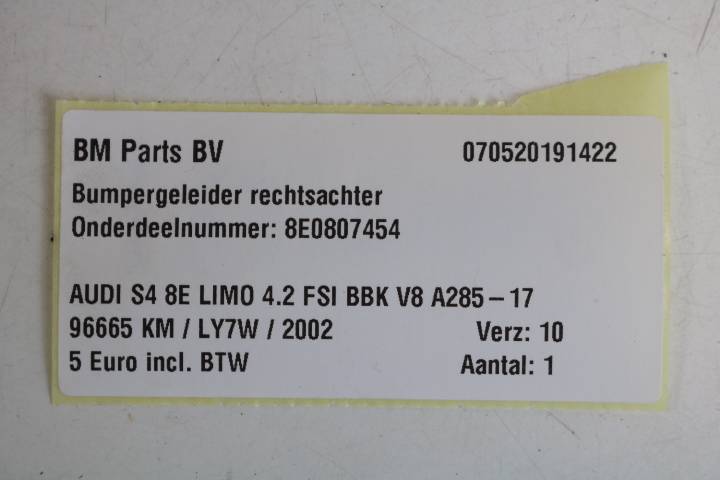 BM Parts BV 070520191422
Bumpergeleider rechtsachter
Onderdeelnummer: 8E0807454
AUDI S4 8E LIMO 4.2 FSI BBK V8 A285-17
96665 KM / LY7W / 2002 Verz: 10
5 Euro incl. BTW Aantal: 1